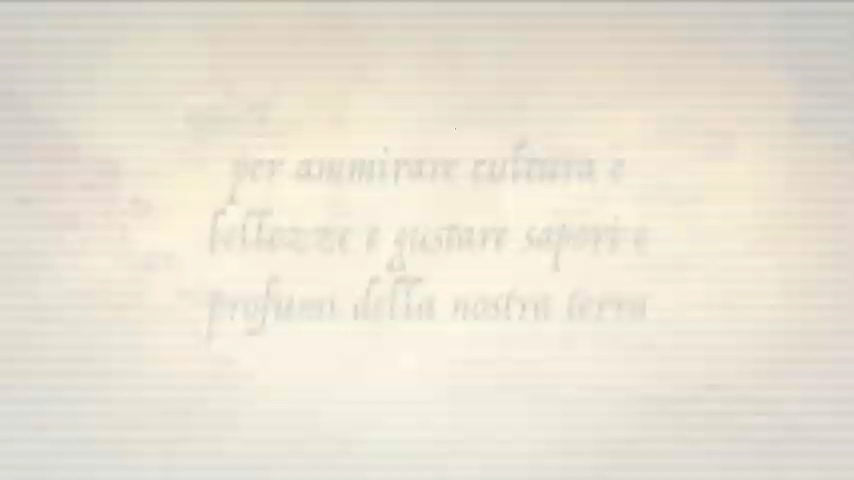 per ammirare cultura e
bellezze e gustare sapori e
profumi della nostra terra